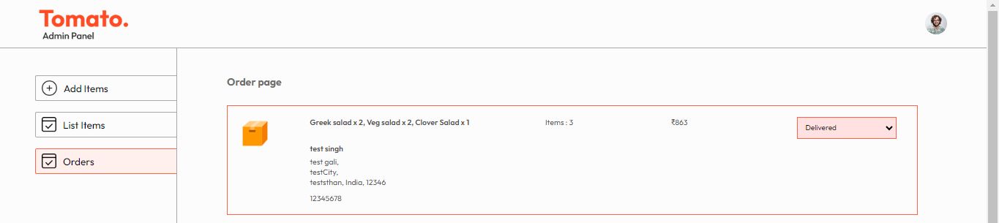 Tomato.
Admin Panel
Add Items
List Items
Orders
Order page
Greek salad x 2, Veg salad x 2, Clover Salad x 1
Items : 3
₹863
Delivered
test singh
test gali,
testCity,
teststhan, India, 12346
12345678